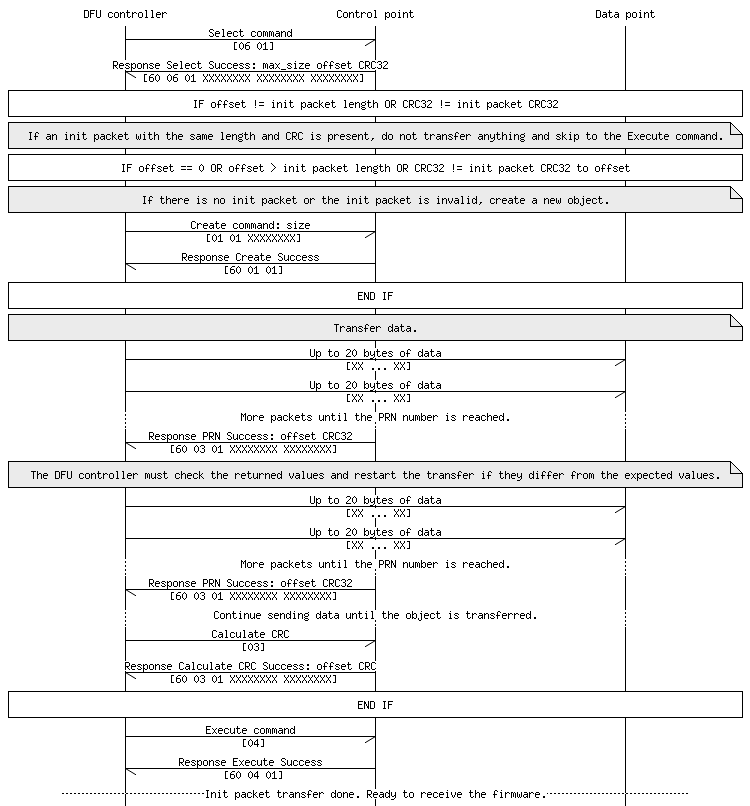 DFU controller Control point Data point
Select command
[06 01]
Response Select Success: max_size offset CRC32
[60 06 01 XXXXXXXX XXXXXXXX XXXXXXXX]
IF offset != init packet length OR CRC32 != init packet CRC32
If an init packet with the same length and CRC is present, do not transfer anything and skip to the Execute command.
IF offset == 0 OR offset > init packet length OR CRC32 != init packet CRC32 to offset
If there is no init packet or the init packet is invalid, create a new object.
Create command: size
[01 01 XXXXXXXX]
Response Create Success
[60 01 01]
END IF
Transfer data.
Up to 20 bytes of data
[XX ... XX]
Up to 20 bytes of data
[XX ... XX]
More packets until the PRN number is reached.
Response PRN Success: offset CRC32
[60 03 01 XXXXXXXX XXXXXXXX]
The DFU controller must check the returned values and restart the transfer if they differ from the expected values.
Up to 20 bytes of data
[XX ... XX]
Up to 20 bytes of data
[XX ... XX]
More packets until the PRN number is reached.
Response PRN Success: offset CRC32
[60 03 01 XXXXXXXX XXXXXXXX]
Continue sending data until the object is transferred.
Calculate CRC
[03]
Response Calculate CRC Success: offset CRC
[60 03 01 XXXXXXXX XXXXXXXX]
END IF
Execute command
[04]
Response Execute Success
[60 04 01]
Init packet transfer done. Ready to receive the firmware.